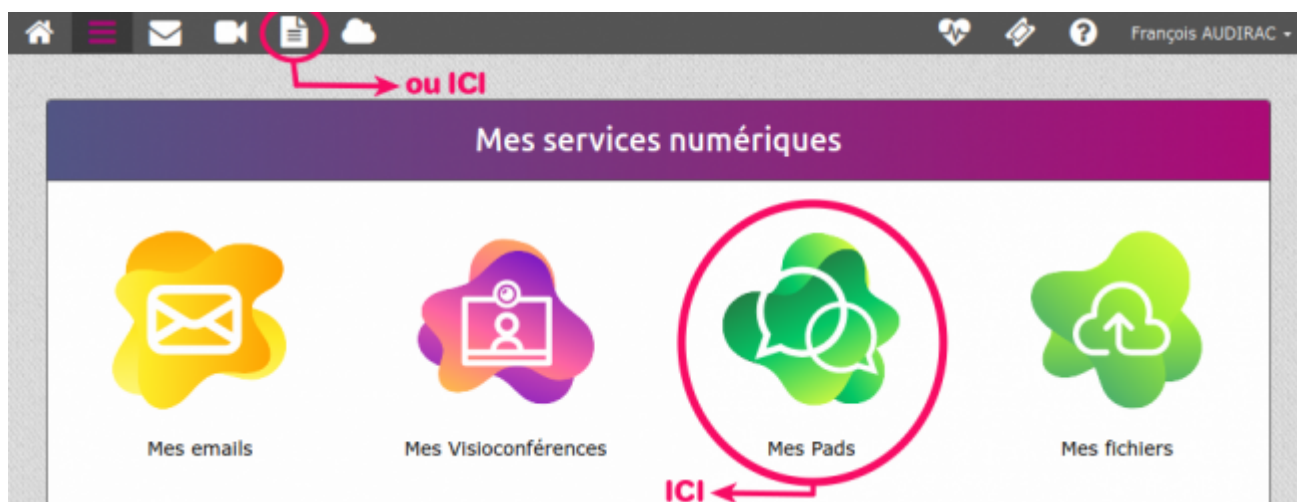 François AUDIRAC
ou ICI
Mes services numériques
Mes emails
Mes Visioconférences
Mes Pads
Mes fichiers
ICI